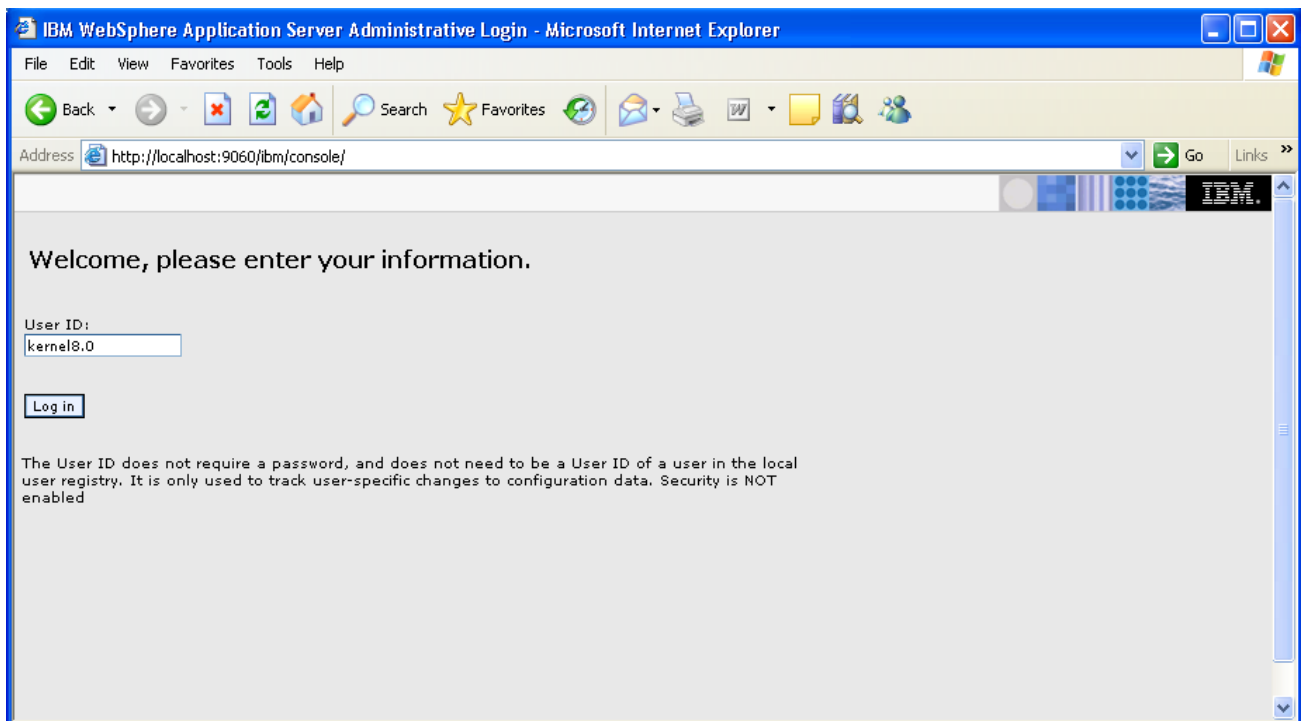 IBM WebSphere Application Server Administrative Login - Microsoft Internet Explorer
File Edit View Favorites Tools Help
Back Search Favorites
Address http://localhost:9060/ibm/console/ Go Links »
IBM.
Welcome, please enter your information.
User ID:
kernel8.0
Log in
The User ID does not require a password, and does not need to be a User ID of a user in the local
user registry. It is only used to track user-specific changes to configuration data. Security is NOT
enabled